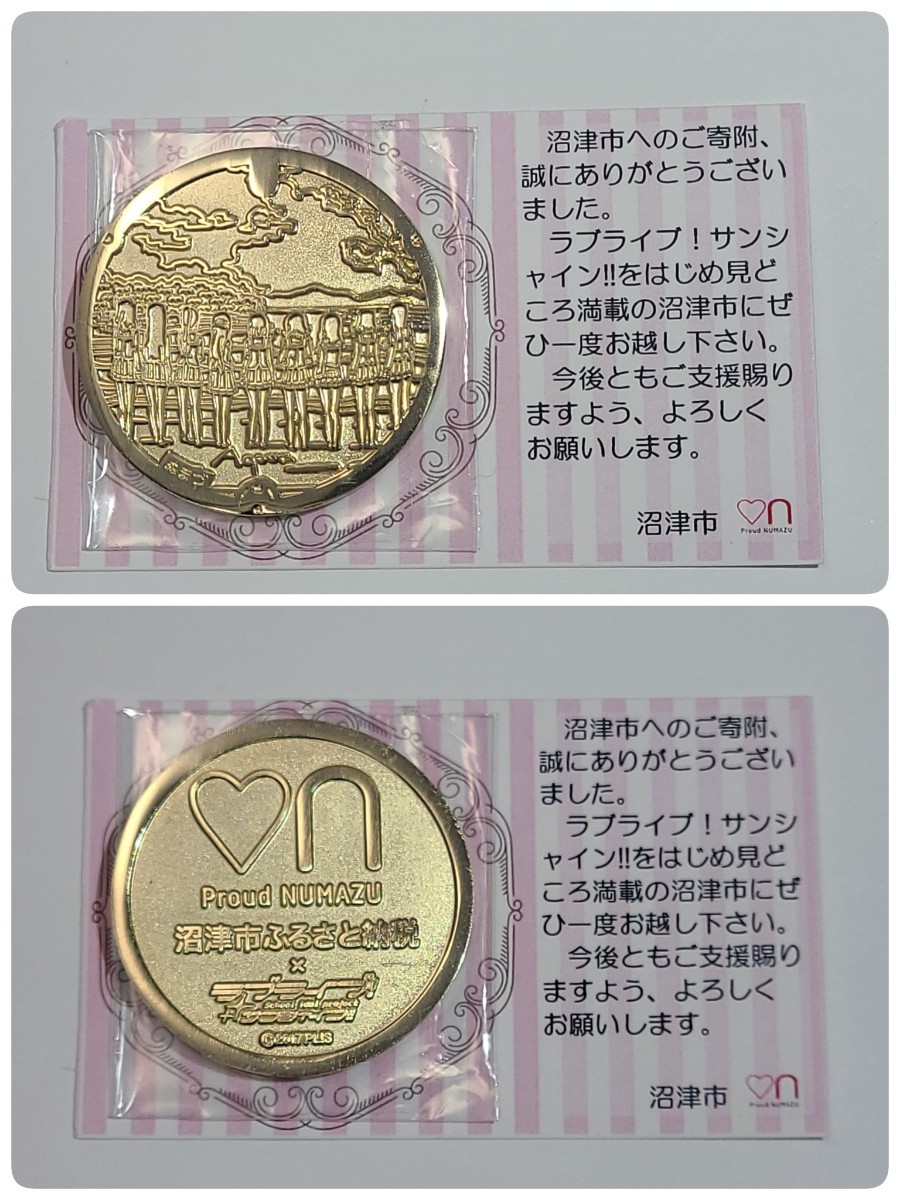 沼津市へのご寄附、
誠にありがとうござい
ました。
ラブライブ！サンシ
ャイン!!をはじめ見ど
ころ満載の沼津市にぜ
ひ一度お越し下さい。
今後ともご支援賜り
ますよう、よろしく
お願いします。
沼津市
Proud NUMAZU
Aqours
ぬまづ
Proud NUMAZU
沼津市ふるさと納税
×
ラブライブ！
School idol project
サンシャイン!!
©2017 PL!S
沼津市へのご寄附、
誠にありがとうござい
ました。
ラブライブ！サンシ
ャイン!!をはじめ見ど
ころ満載の沼津市にぜ
ひ一度お越し下さい。
今後ともご支援賜り
ますよう、よろしく
お願いします。
沼津市
Proud NUMAZU